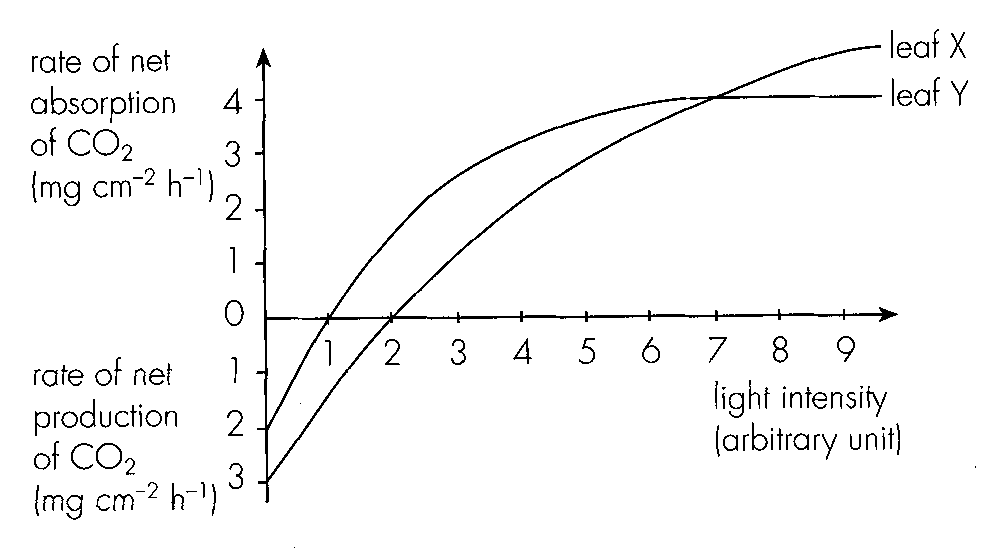 rate of net
absorption
of CO₂
(mg cm⁻² h⁻¹)
4
3
2
1
0
1
2
3
leaf X
leaf Y
1 2 3 4 5 6 7 8 9
light intensity
(arbitrary unit)
rate of net
production
of CO₂
(mg cm⁻² h⁻¹)